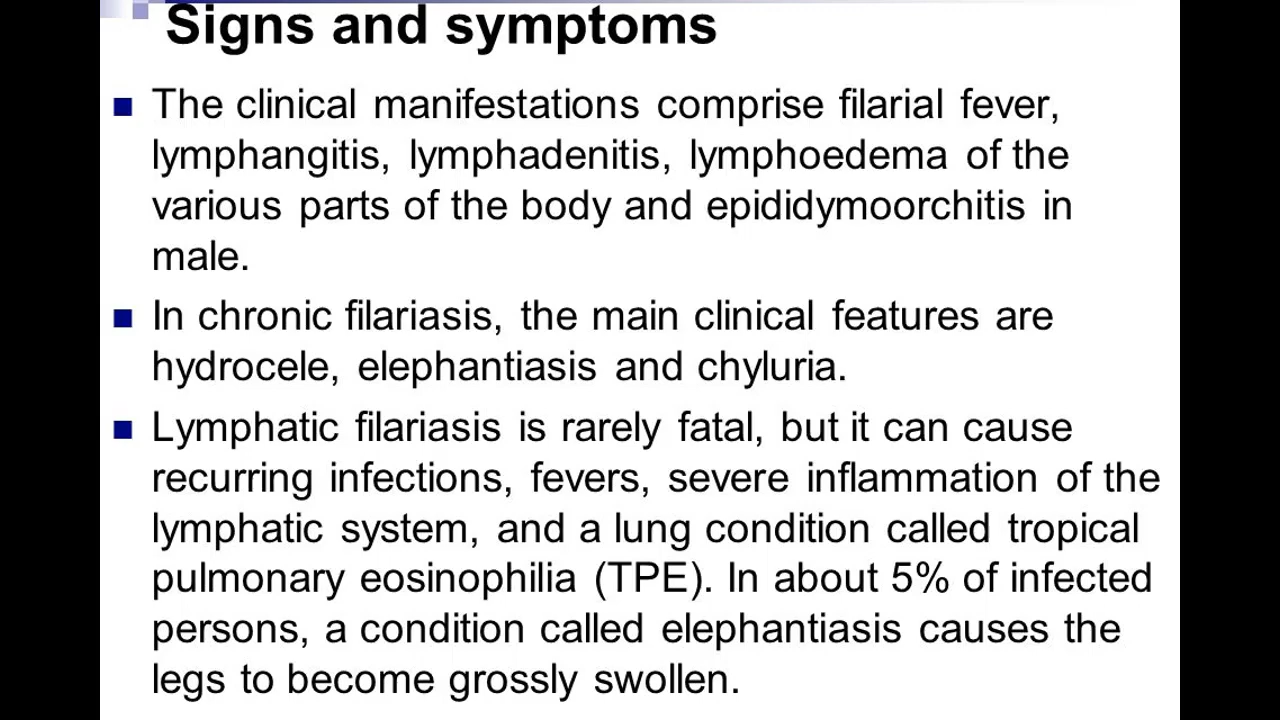 Signs and symptoms
The clinical manifestations comprise filarial fever,
lymphangitis, lymphadenitis, lymphoedema of the
various parts of the body and epididymoorchitis in
male.
In chronic filariasis, the main clinical features are
hydrocele, elephantiasis and chyluria.
Lymphatic filariasis is rarely fatal, but it can cause
recurring infections, fevers, severe inflammation of the
lymphatic system, and a lung condition called tropical
pulmonary eosinophilia (TPE). In about 5% of infected
persons, a condition called elephantiasis causes the
legs to become grossly swollen.